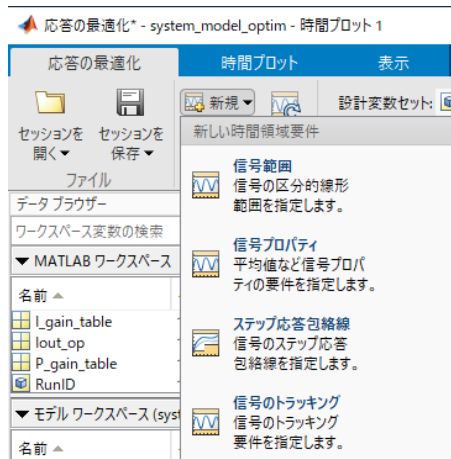 応答の最適化* - system_model_optim - 時間プロット 1
応答の最適化 時間プロット 表示
新規 設計変数セット:
セッションを開く
セッションを保存
ファイル
新しい時間領域要件
信号範囲
信号の区分的線形
範囲を指定します。
信号プロパティ
平均値など信号プロパ
ティの要件を指定します。
ステップ応答包絡線
信号のステップ応答
包絡線を指定します。
信号のトラッキング
信号のトラッキング
要件を指定します。
データ ブラウザー
ワークスペース変数の検索
MATLAB ワークスペース
名前
I_gain_table
Iout_op
P_gain_table
RunID
モデル ワークスペース (syst
名前